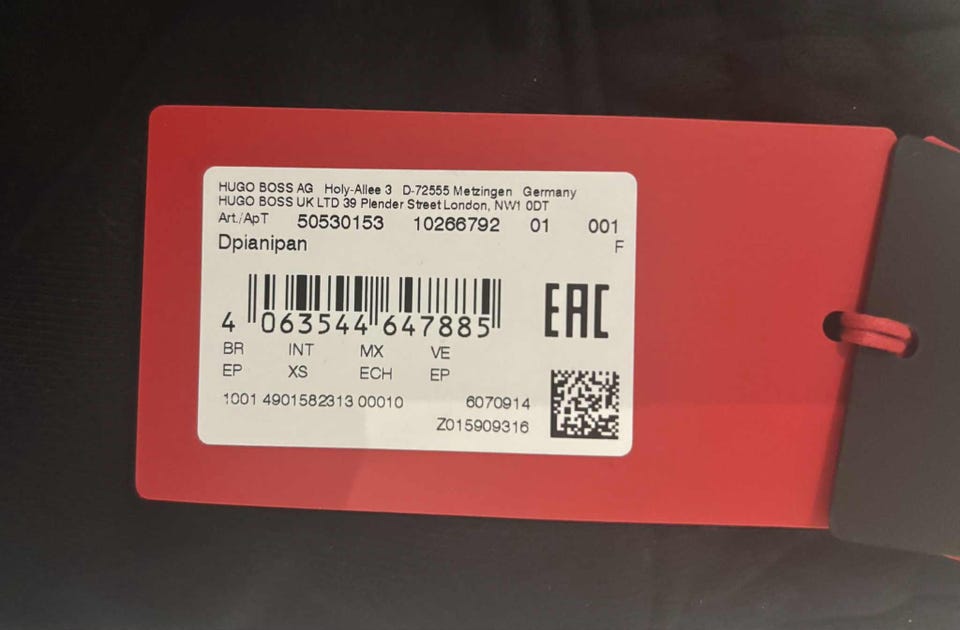 HUGO BOSS AG Holy-Allee 3 D-72555 Metzingen Germany
HUGO BOSS UK LTD 39 Plender Street London, NW1 0DT
Art./ApT 50530153 10266792 01 001
Dpianipan F
4 063544 647885
EAC
BR INT MX VE
EP XS ECH EP
1001 4901582313 00010 6070914
Z015909316